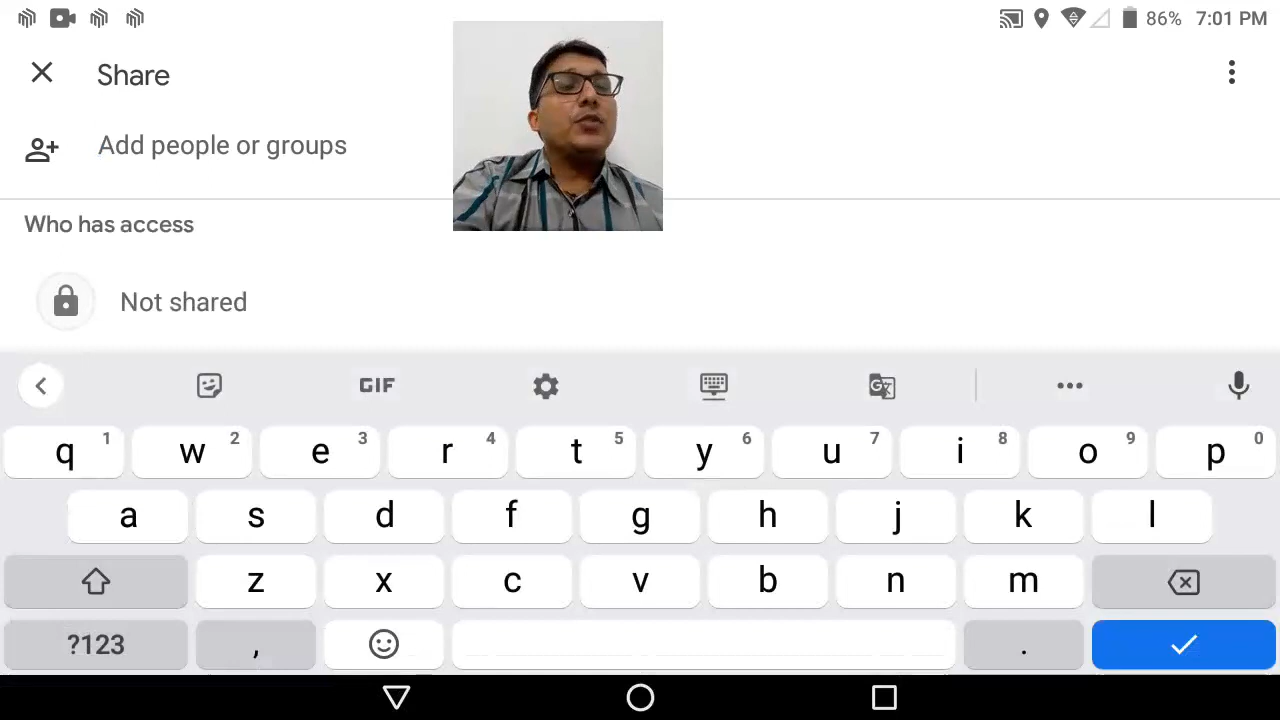 86% 7:01 PM
Share
Add people or groups
Who has access
Not shared
GIF G
q 1 w 2 e 3 r 4 t 5 y 6 u 7 i 8 o 9 p 0
a s d f g h j k l
z x c v b n m
?123 , .